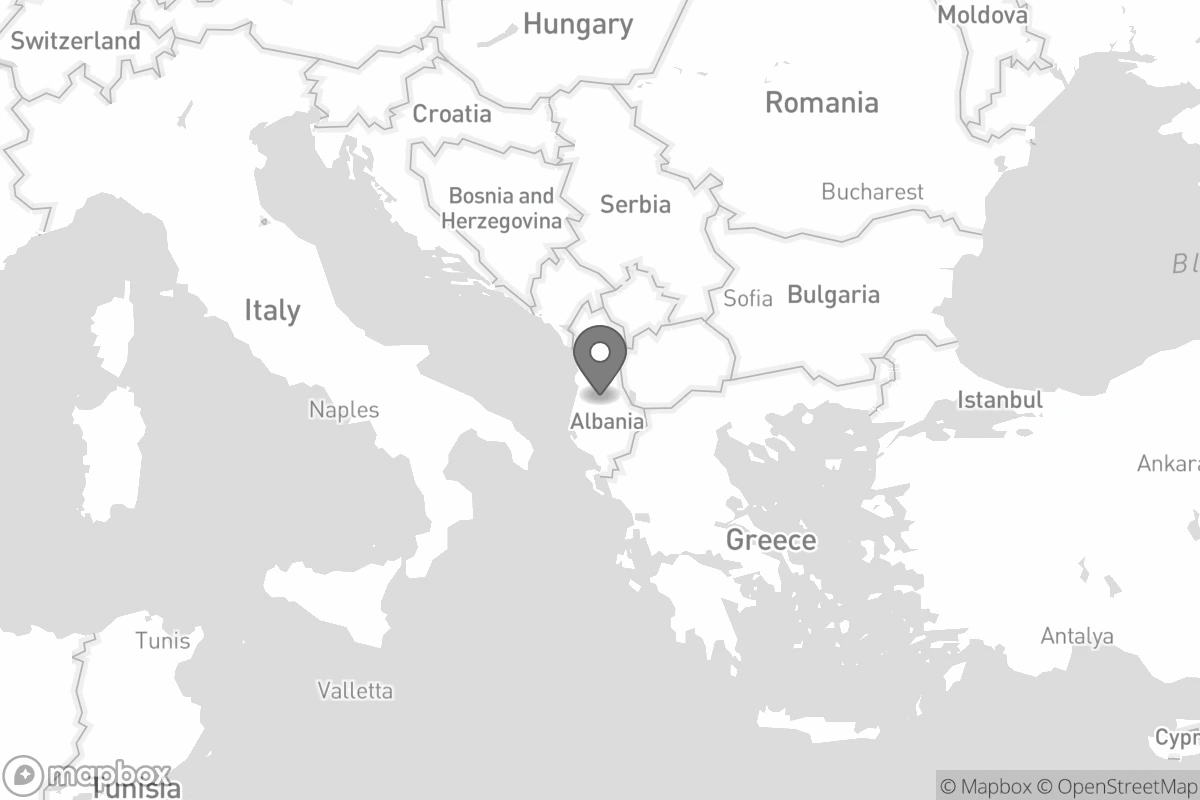 Moldova
Hungary
Switzerland
Romania
Croatia
Bucharest
Bosnia and
Herzegovina
Serbia
Bl
Sofia
Bulgaria
Italy
Istanbul
Naples
Albania
Ankara
Greece
Antalya
Tunis
Valletta
Cypr
mapbox
Tunisia
© Mapbox © OpenStreetMap